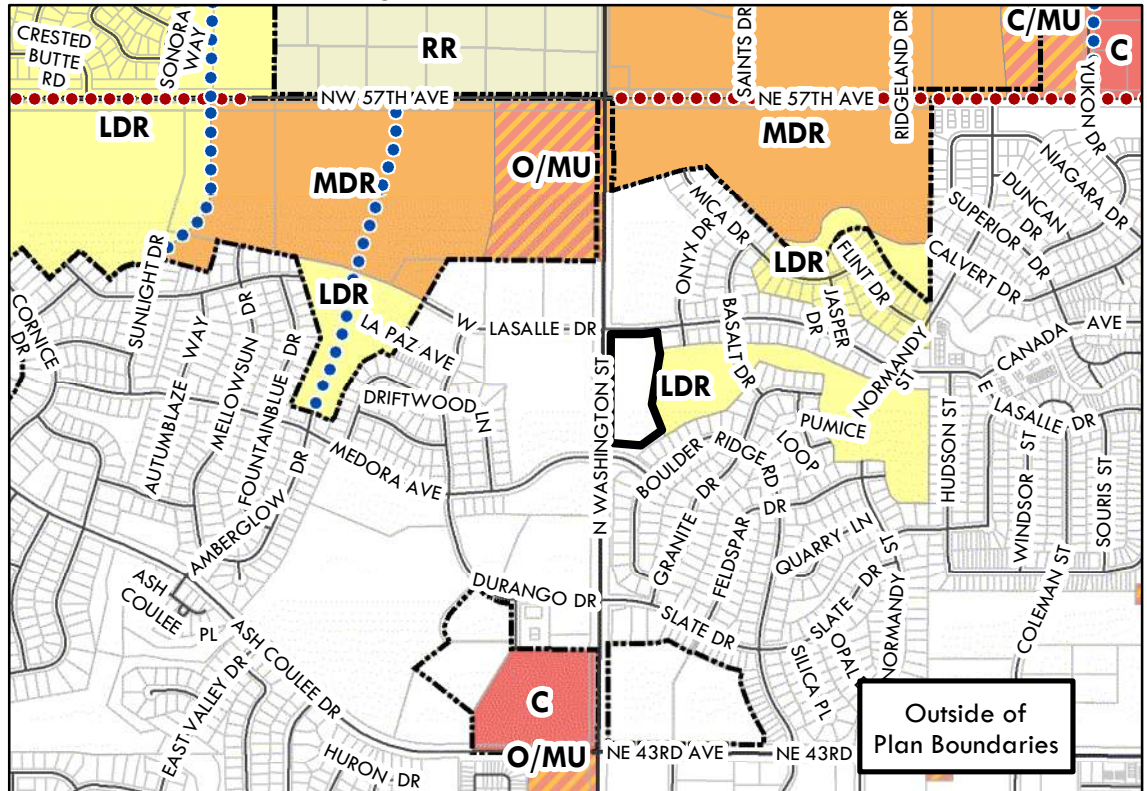 CRESTED
BUTTE
RD
SONORA
WAY
RR
SAINTS DR
RIDGELAND DR
C/MU
C
YUKON DR
NW 57TH AVE
NE 57TH AVE
LDR
MDR
O/MU
MDR
NIAGARA DR
DUNCAN
DR
SUPERIOR DR
CALVERT DR
MICA DR
ONYX DR
LDR
FLINT DR
JASPER
DR
BASALT DR
SUNLIGHT DR
CORNICE
DR
AUTUMBLAZE WAY
MELLOWSUN DR
FOUNTAINBLUE DR
LDR
LA PAZ AVE
W LASALLE DR
N WASHINGTON ST
LDR
NORMANDY
ST
CANADA AVE
E LASALLE DR
HUDSON ST
WINDSOR ST
SOURIS ST
DRIFTWOOD
LN
MEDORA AVE
AMBERGLOW DR
BOULDER RIDGE RD
PUMICE
LOOP
GRANITE DR
FELDSPAR DR
QUARRY LN
NORMANDY ST
SLATE DR
OPAL
SILICA PL
SLATE DR
COLEMAN ST
ASH
COULEE PL
ASH COULEE DR
DURANGO DR
EAST VALLEY DR
HURON DR
C
O/MU
NE 43RD AVE
NE 43RD
Outside of
Plan Boundaries